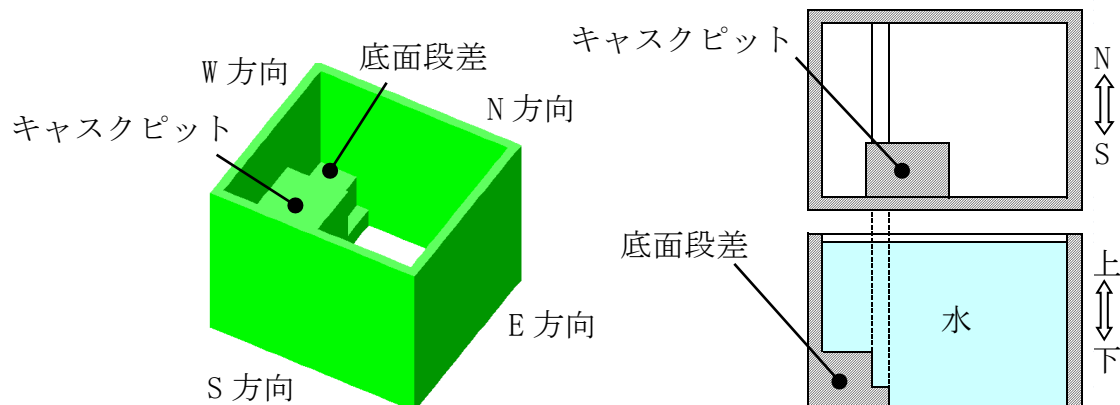 底面段差
W 方向
キャスクピット
N 方向
E 方向
S 方向
キャスクピット
N
S
底面段差
水
上
下